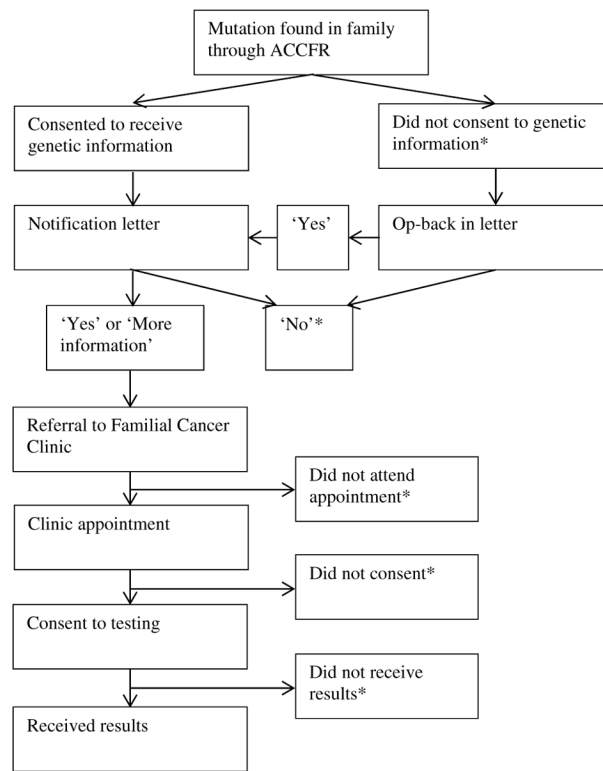 Mutation found in family
through ACCFR
Consented to receive
genetic information
Did not consent to genetic
information*
Notification letter
‘Yes’
Op-back in letter
‘Yes’ or ‘More
information’
‘No’*
Referral to Familial Cancer
Clinic
Did not attend
appointment*
Clinic appointment
Did not consent*
Consent to testing
Did not receive
results*
Received results